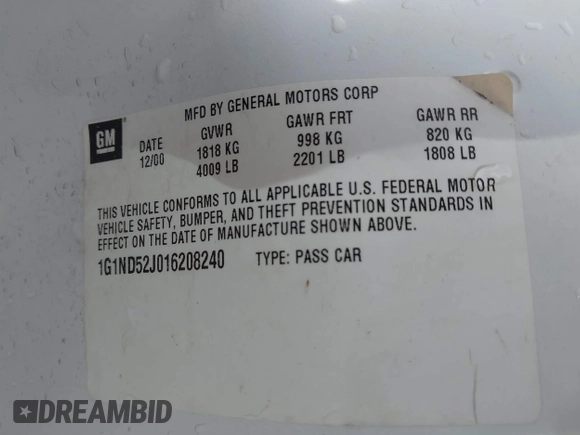 MFD BY GENERAL MOTORS CORP
GM
DATE GVWR GAWR FRT GAWR RR
12/00 1818 KG 998 KG 820 KG
4009 LB 2201 LB 1808 LB
THIS VEHICLE CONFORMS TO ALL APPLICABLE U.S. FEDERAL MOTOR
VEHICLE SAFETY, BUMPER, AND THEFT PREVENTION STANDARDS IN
EFFECT ON THE DATE OF MANUFACTURE SHOWN ABOVE.
1G1ND52J016208240 TYPE: PASS CAR
DREAMBID